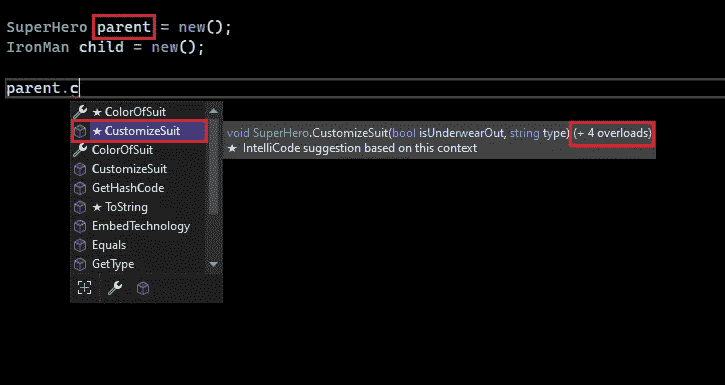 SuperHero parent = new();
IronMan child = new();
parent.c
★ ColorOfSuit
★ CustomizeSuit
void SuperHero.CustomizeSuit(bool isUnderwearOut, string type) (+ 4 overloads)
★ IntelliCode suggestion based on this context
ColorOfSuit
CustomizeSuit
GetHashCode
★ ToString
EmbedTechnology
Equals
GetType